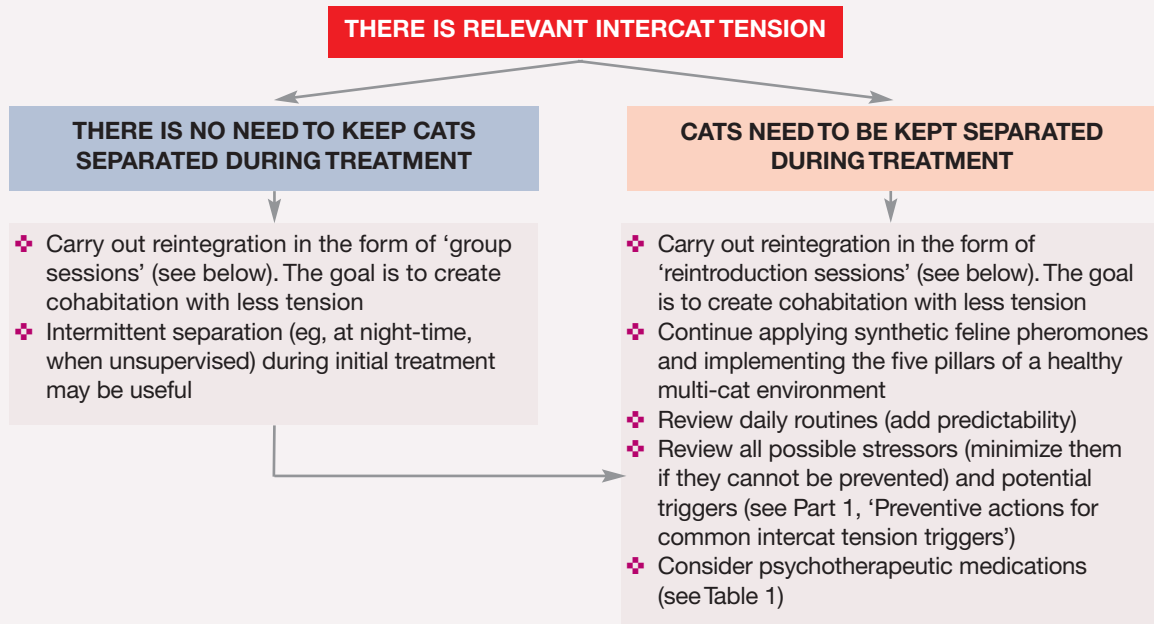 THERE IS RELEVANT INTERCAT TENSION
THERE IS NO NEED TO KEEP CATS
SEPARATED DURING TREATMENT
❖ Carry out reintegration in the form of ‘group
sessions’ (see below). The goal is to create
cohabitation with less tension
❖ Intermittent separation (eg, at night-time,
when unsupervised) during initial treatment
may be useful
CATS NEED TO BE KEPT SEPARATED
DURING TREATMENT
❖ Carry out reintegration in the form of
‘reintroduction sessions’ (see below). The goal
is to create cohabitation with less tension
❖ Continue applying synthetic feline pheromones
and implementing the five pillars of a healthy
multi-cat environment
❖ Review daily routines (add predictability)
❖ Review all possible stressors (minimize them
if they cannot be prevented) and potential
triggers (see Part 1, ‘Preventive actions for
common intercat tension triggers’)
❖ Consider psychotherapeutic medications
(see Table 1)